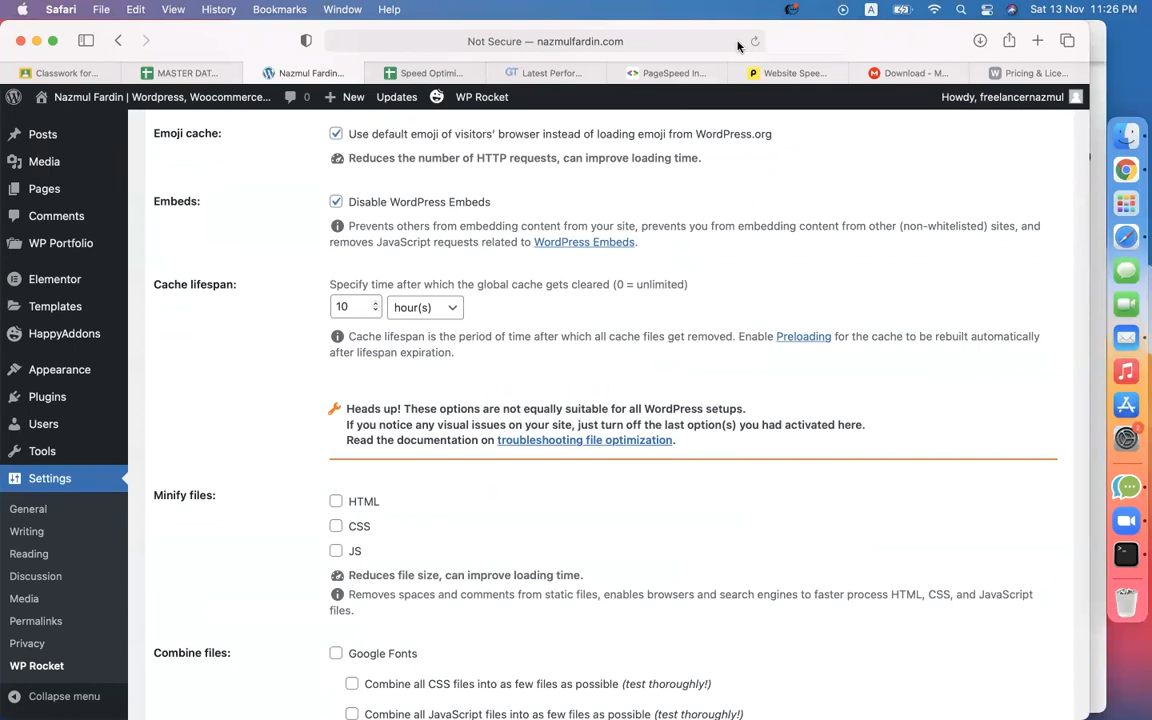 Safari File Edit View History Bookmarks Window Help A Sat 13 Nov 11:26 PM
Not Secure — nazmulfardin.com
Classwork for... MASTER DAT... Nazmul Fardin... Speed Optimi... GT Latest Perfor... <> PageSpeed In... P Website Spee... M Download - M... W Pricing & Lice...
Nazmul Fardin | Wordpress, Woocommerce... 0 + New Updates WP Rocket Howdy, freelancernazmul
Posts
Media
Pages
Comments
WP Portfolio
Elementor
Templates
HappyAddons
Appearance
Plugins
Users
Tools
Settings
General
Writing
Reading
Discussion
Media
Permalinks
Privacy
WP Rocket
Collapse menu
Emoji cache: Use default emoji of visitors' browser instead of loading emoji from WordPress.org
Reduces the number of HTTP requests, can improve loading time.
Embeds: Disable WordPress Embeds
Prevents others from embedding content from your site, prevents you from embedding content from other (non-whitelisted) sites, and
removes JavaScript requests related to WordPress Embeds.
Cache lifespan: Specify time after which the global cache gets cleared (0 = unlimited)
10 hour(s)
Cache lifespan is the period of time after which all cache files get removed. Enable Preloading for the cache to be rebuilt automatically
after lifespan expiration.
Heads up! These options are not equally suitable for all WordPress setups.
If you notice any visual issues on your site, just turn off the last option(s) you had activated here.
Read the documentation on troubleshooting file optimization.
Minify files: HTML
CSS
JS
Reduces file size, can improve loading time.
Removes spaces and comments from static files, enables browsers and search engines to faster process HTML, CSS, and JavaScript
files.
Combine files: Google Fonts
Combine all CSS files into as few files as possible (test thoroughly!)
Combine all JavaScript files into as few files as possible (test thoroughly!)
2